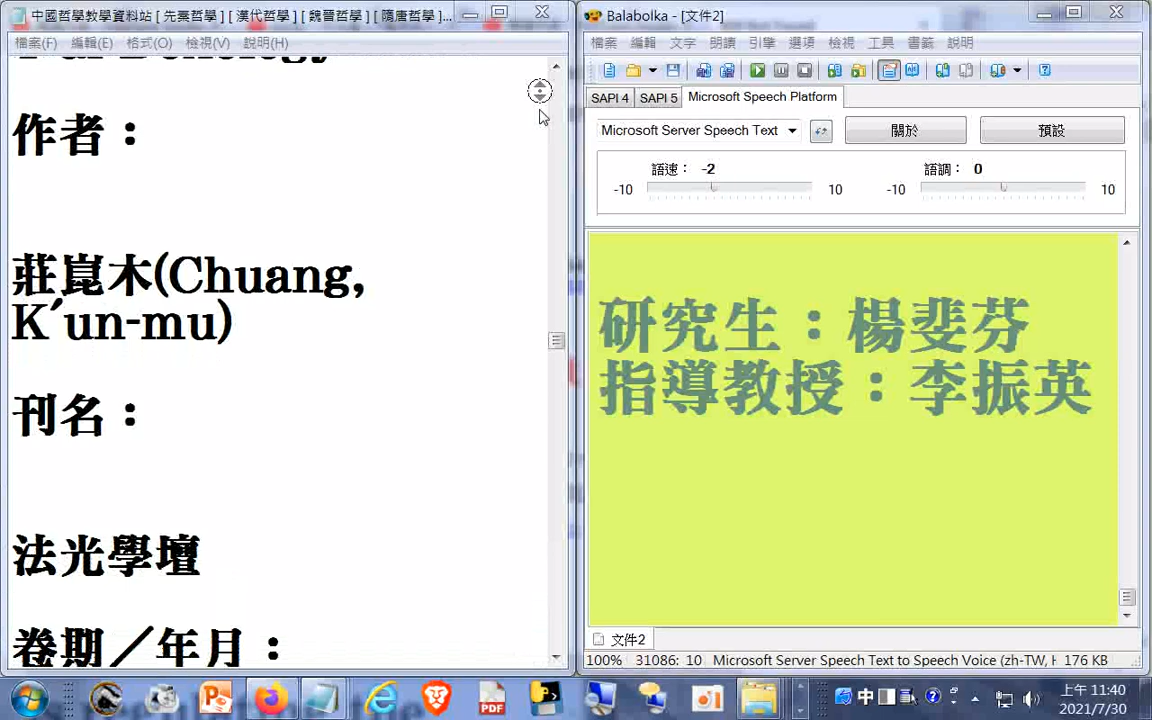 中國哲學教學資料站 [ 先秦哲學 ] [ 漢代哲學 ] [ 魏晉哲學 ] [ 隋唐哲學 ]...
檔案(F) 編輯(E) 格式(O) 檢視(V) 說明(H)
作者：
莊崑木(Chuang,
K'un-mu)
刊名：
法光學壇
卷期／年月：
Balabolka - [文件2]
檔案 編輯 文字 朗讀 引擎 選項 檢視 工具 書籤 說明
SAPI 4 SAPI 5 Microsoft Speech Platform
Microsoft Server Speech Text 關於 預設
語速： -2 語調： 0
-10 10 -10 10
研究生：楊斐芬
指導教授：李振英
文件2
100% 31086: 10 Microsoft Server Speech Text to Speech Voice (zh-TW, H 176 KB
中
上午 11:40
2021/7/30